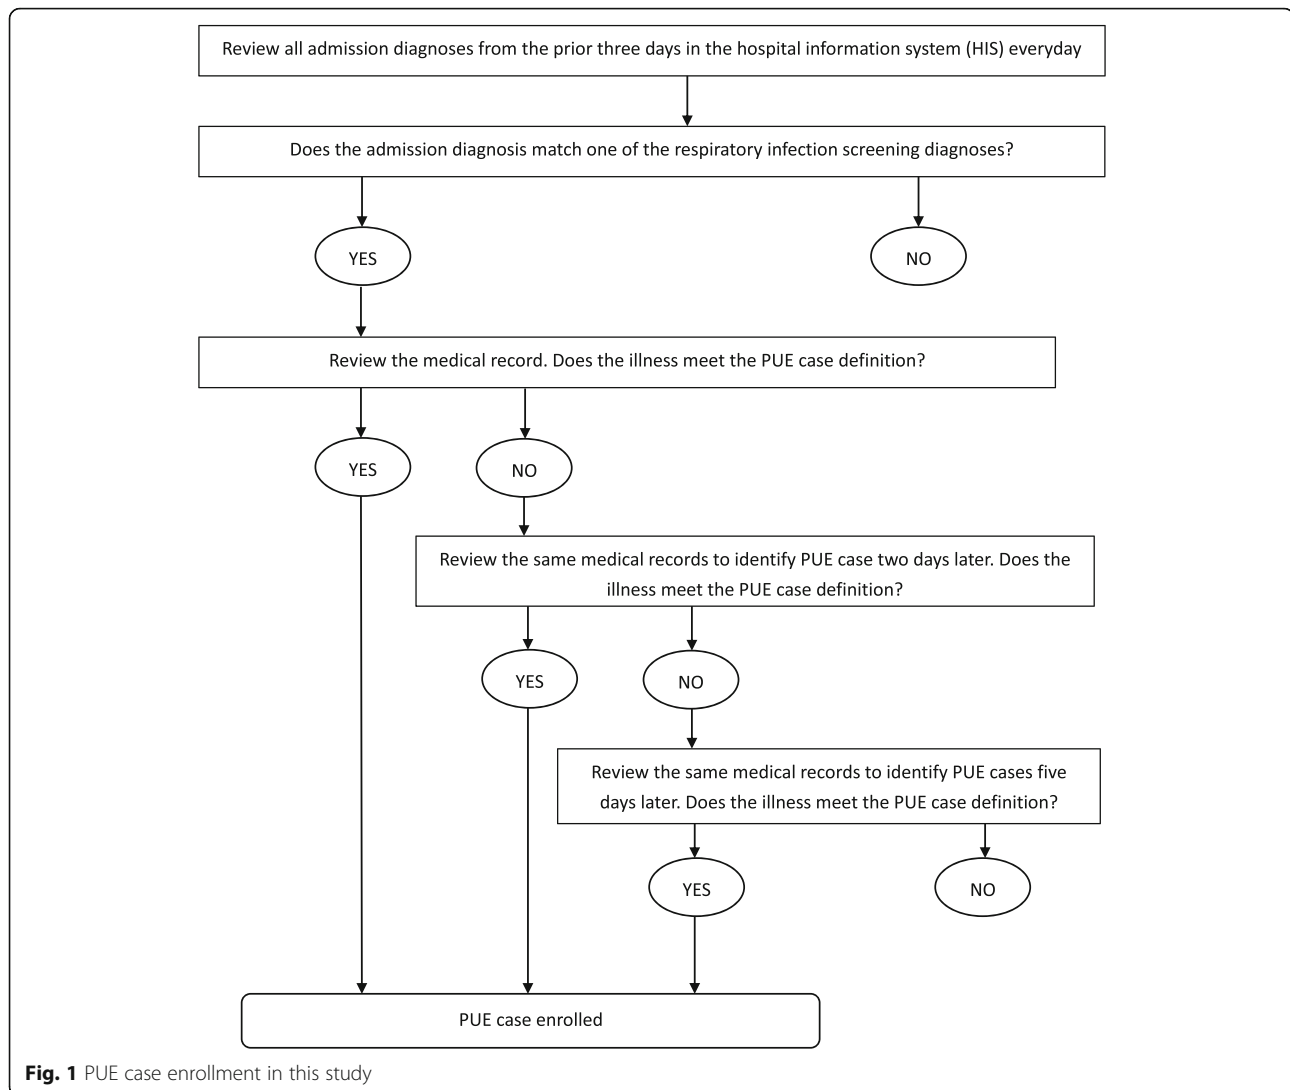 Review all admission diagnoses from the prior three days in the hospital information system (HIS) everyday
Does the admission diagnosis match one of the respiratory infection screening diagnoses?
YES
NO
Review the medical record. Does the illness meet the PUE case definition?
YES
NO
Review the same medical records to identify PUE case two days later. Does the
illness meet the PUE case definition?
YES
NO
Review the same medical records to identify PUE cases five
days later. Does the illness meet the PUE case definition?
YES
NO
PUE case enrolled
Fig. 1 PUE case enrollment in this study